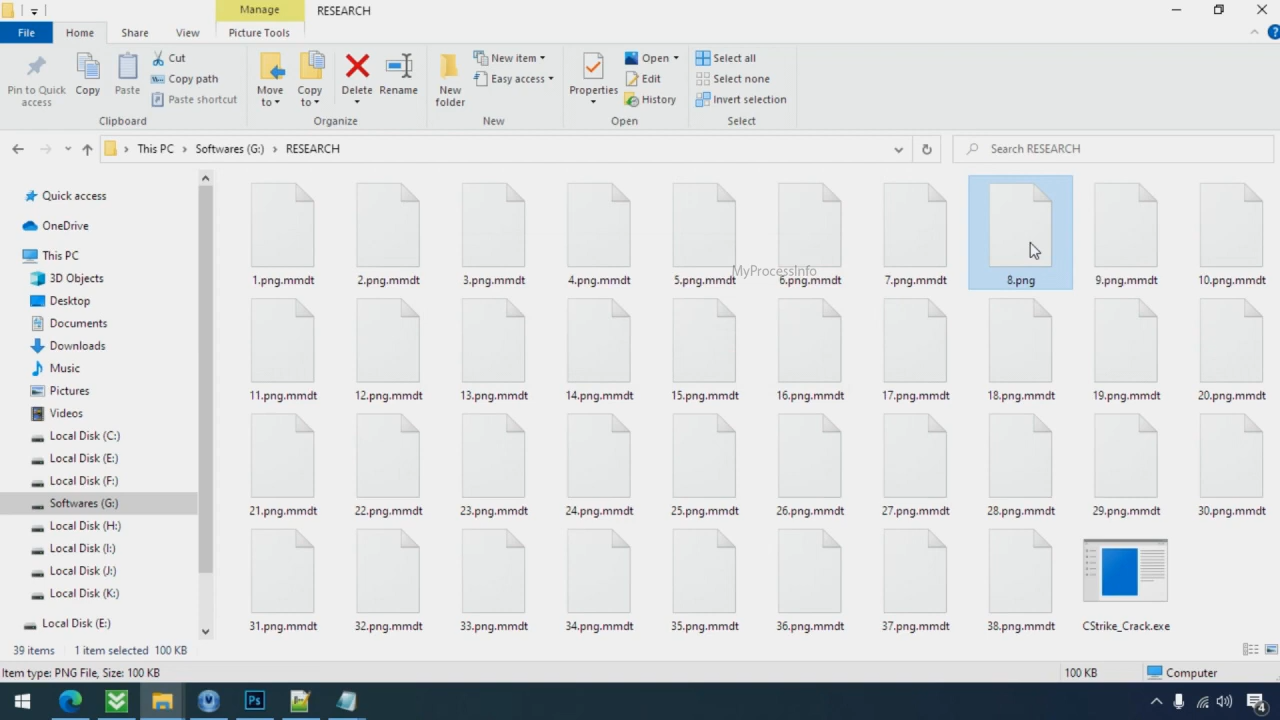 Manage
RESEARCH
File
Home
Share
View
Picture Tools
Pin to Quick access
Copy
Paste
Cut
Copy path
Paste shortcut
Clipboard
Move to
Copy to
Delete
Rename
Organize
New folder
New item
Easy access
New
Properties
Open
Edit
History
Open
Select all
Select none
Invert selection
Select
This PC > Softwares (G:) > RESEARCH
Search RESEARCH
Quick access
OneDrive
This PC
3D Objects
Desktop
Documents
Downloads
Music
Pictures
Videos
Local Disk (C:)
Local Disk (E:)
Local Disk (F:)
Softwares (G:)
Local Disk (H:)
Local Disk (I:)
Local Disk (J:)
Local Disk (K:)
Local Disk (E:)
MyProcessInfo
1.png.mmdt 2.png.mmdt 3.png.mmdt 4.png.mmdt 5.png.mmdt 6.png.mmdt 7.png.mmdt 8.png 9.png.mmdt 10.png.mmdt
11.png.mmdt 12.png.mmdt 13.png.mmdt 14.png.mmdt 15.png.mmdt 16.png.mmdt 17.png.mmdt 18.png.mmdt 19.png.mmdt 20.png.mmdt
21.png.mmdt 22.png.mmdt 23.png.mmdt 24.png.mmdt 25.png.mmdt 26.png.mmdt 27.png.mmdt 28.png.mmdt 29.png.mmdt 30.png.mmdt
31.png.mmdt 32.png.mmdt 33.png.mmdt 34.png.mmdt 35.png.mmdt 36.png.mmdt 37.png.mmdt 38.png.mmdt CStrike_Crack.exe
39 items 1 item selected 100 KB
Item type: PNG File, Size: 100 KB
100 KB
Computer
Ps
4